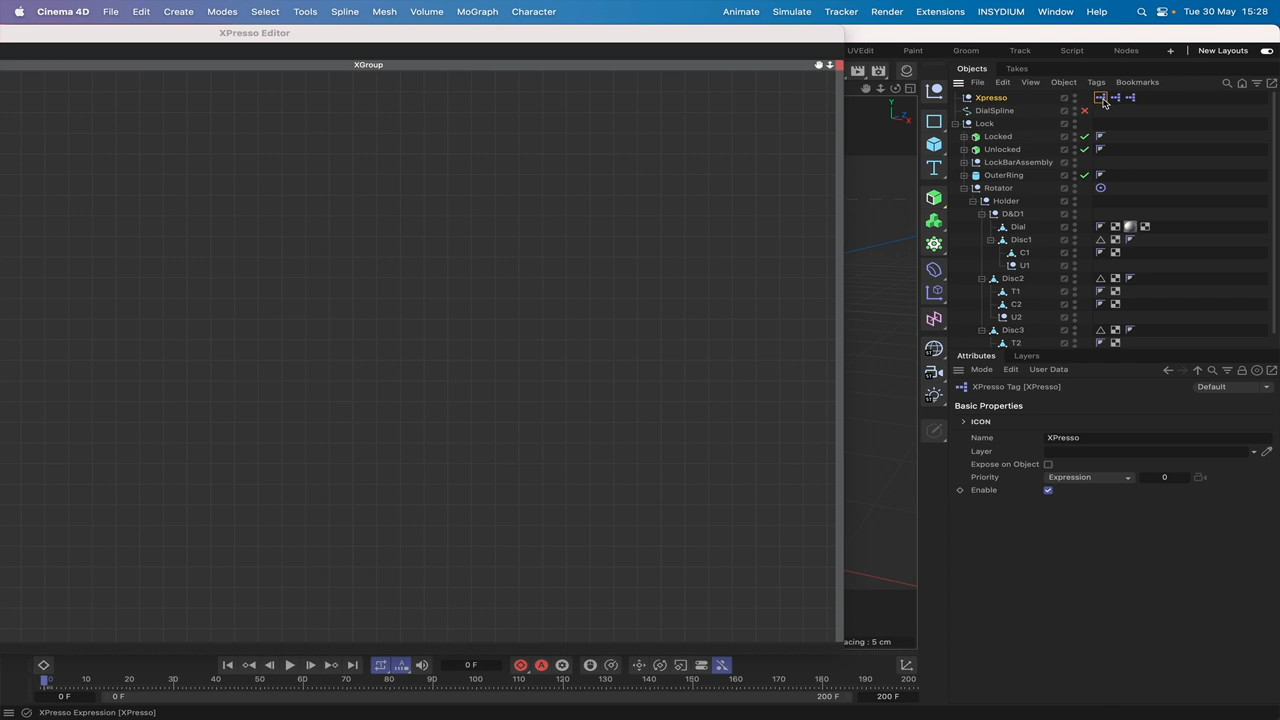 Cinema 4D File Edit Create Modes Select Tools Spline Mesh Volume MoGraph Character Animate Simulate Tracker Render Extensions INSYDIUM Window Help Tue 30 May 15:28
XPresso Editor
UVEdit Paint Groom Track Script Nodes + New Layouts
XGroup
Objects Takes
File Edit View Object Tags Bookmarks
Xpresso
DialSpline
Lock
Locked
Unlocked
LockBarAssembly
OuterRing
Rotator
Holder
D&D1
Dial
Disc1
C1
U1
Disc2
T1
C2
U2
Disc3
T2
Y
X
Z
Attributes Layers
Mode Edit User Data
XPresso Tag [XPresso] Default
Basic Properties
ICON
Name XPresso
Layer
Expose on Object
Priority Expression 0
Enable
acing : 5 cm
0 F
0 10 20 30 40 50 60 70 80 90 100 110 120 130 140 150 160 170 180 190 200
0 F 0 F 200 F 200 F
XPresso Expression [XPresso]